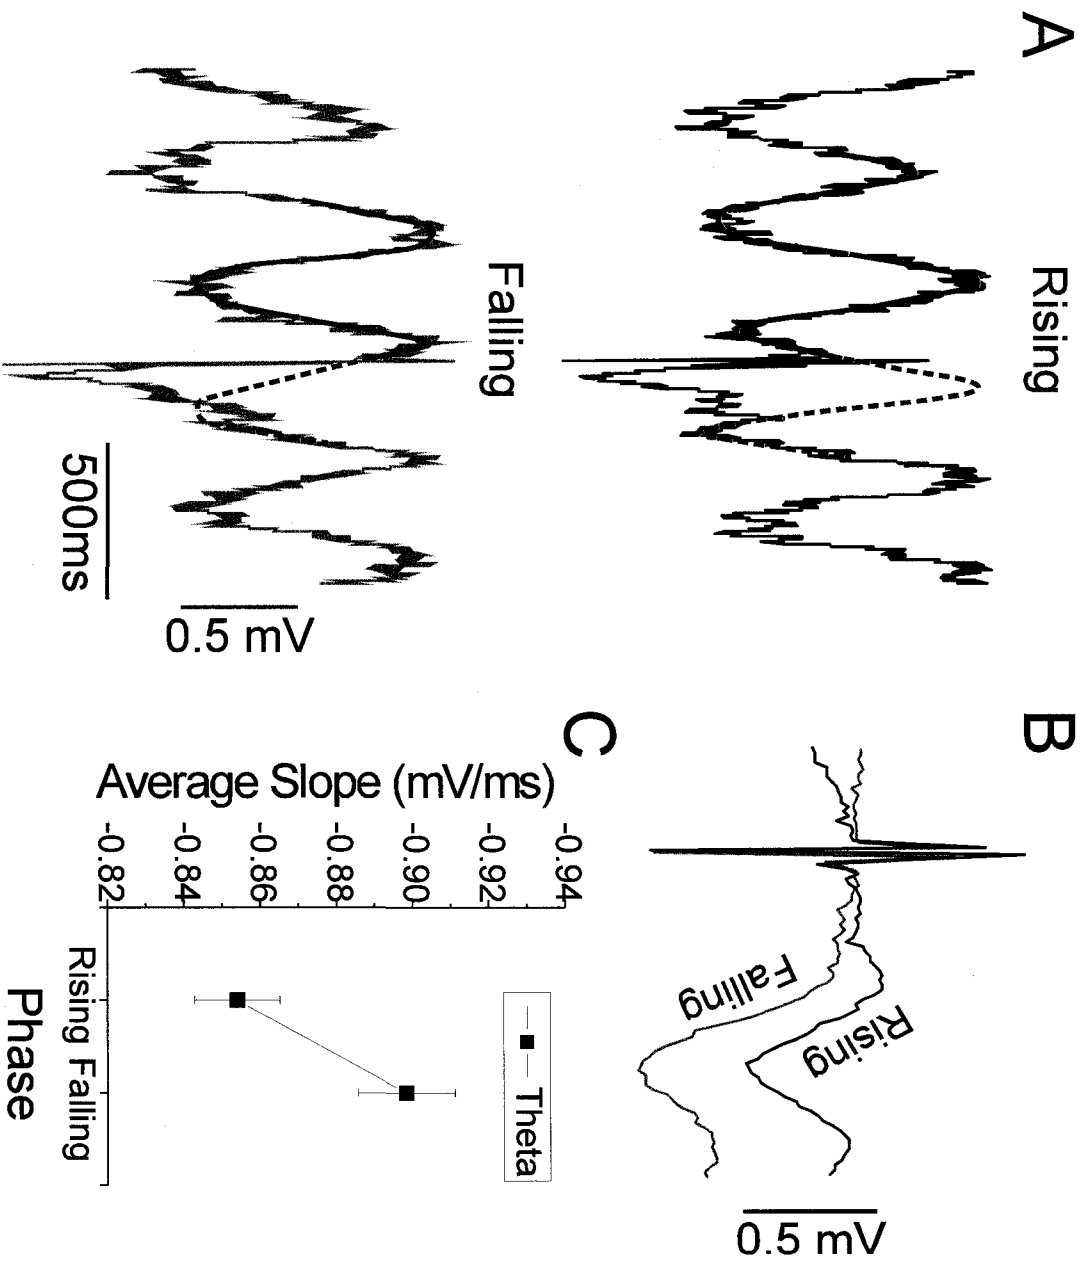 A
Rising
Falling
500ms
0.5 mV
B
Rising
Falling
0.5 mV
C
Average Slope (mV/ms)
-0.94
-0.92
-0.90
-0.88
-0.86
-0.84
-0.82
Theta
Rising Falling
Phase